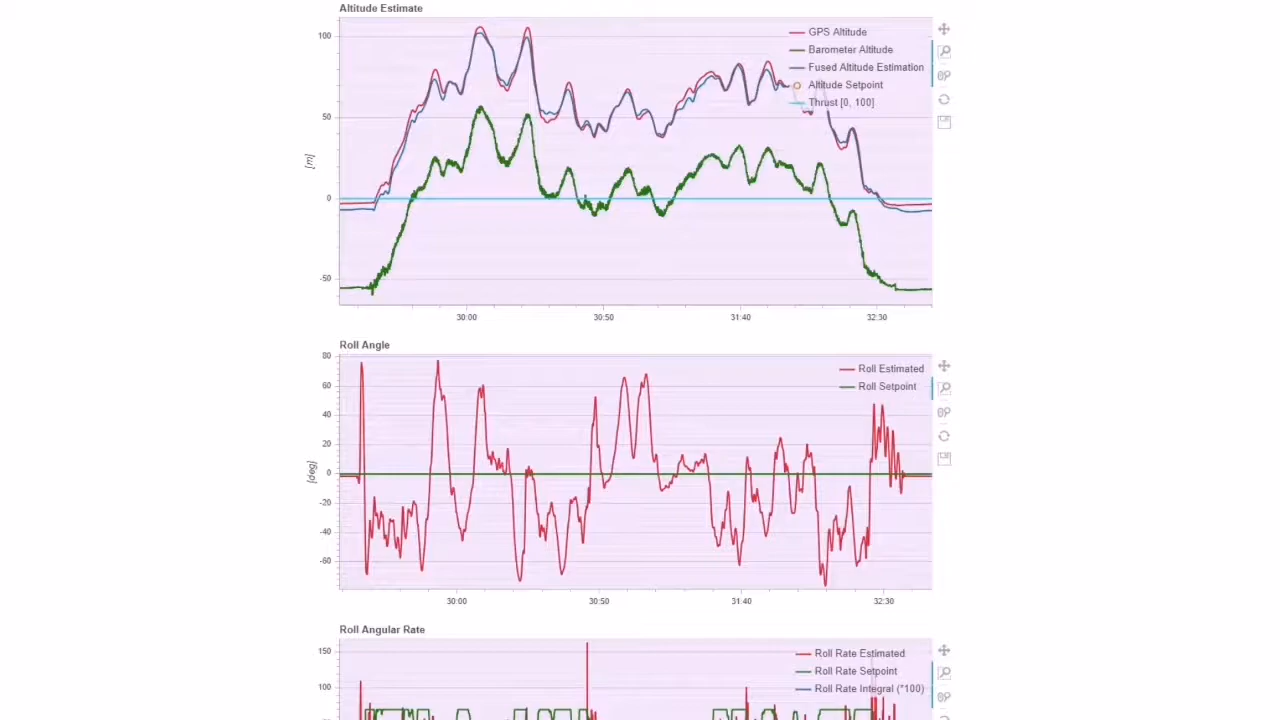 Altitude Estimate
100
50
0
-50
[m]
GPS Altitude
Barometer Altitude
Fused Altitude Estimation
Altitude Setpoint
Thrust [0, 100]
30:00
30:50
31:40
32:30
Roll Angle
80
60
40
20
0
-20
-40
-60
[deg]
Roll Estimated
Roll Setpoint
30:00
30:50
31:40
32:30
Roll Angular Rate
150
100
Roll Rate Estimated
Roll Rate Setpoint
Roll Rate Integral (*100)